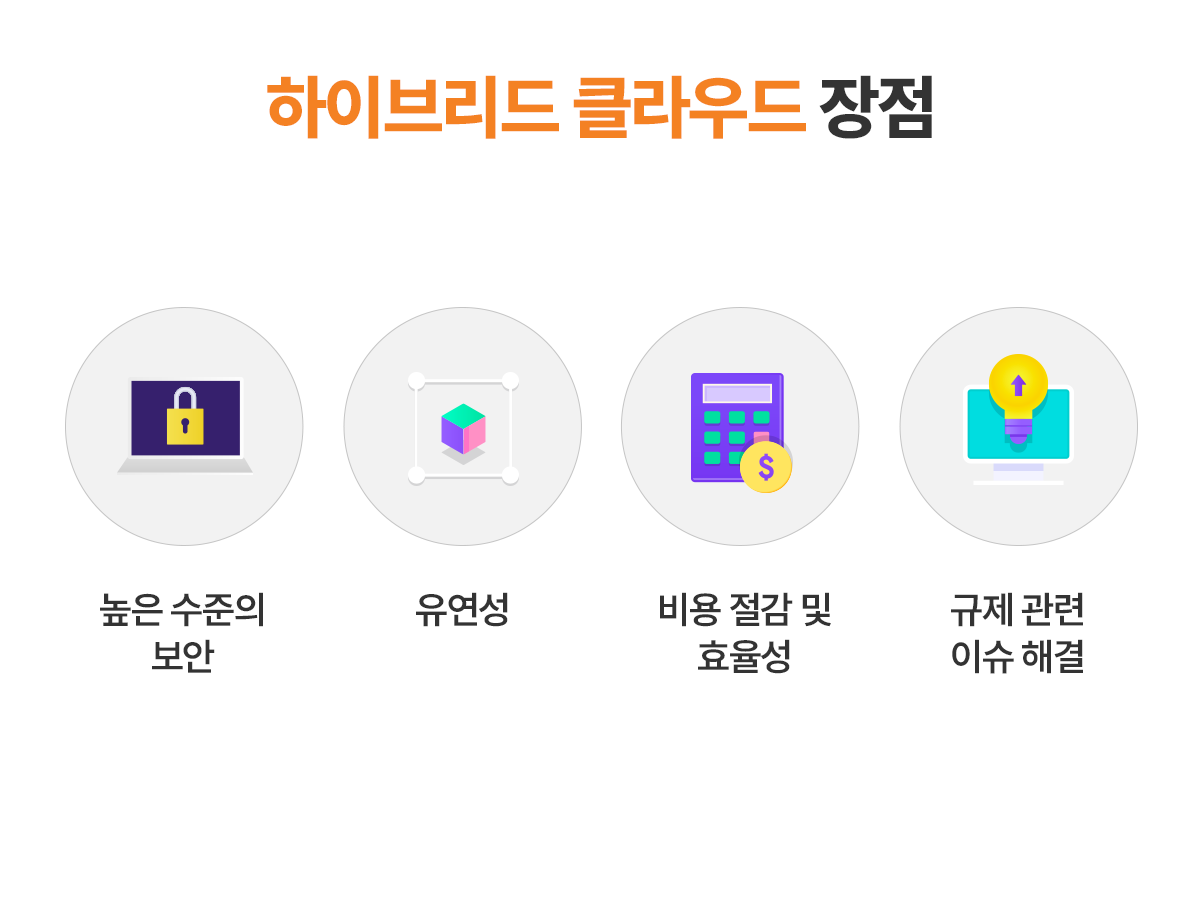 하이브리드 클라우드 장점
높은 수준의
보안
유연성
비용 절감 및
효율성
규제 관련
이슈 해결
$